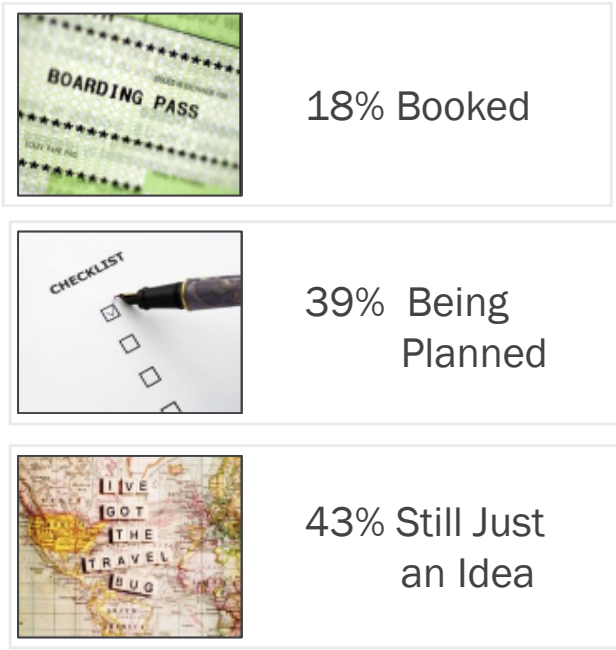 BOARDING PASS
18% Booked
CHECKLIST
39% Being
Planned
I'VE
GOT
THE
TRAVEL
BUG
43% Still Just
an Idea